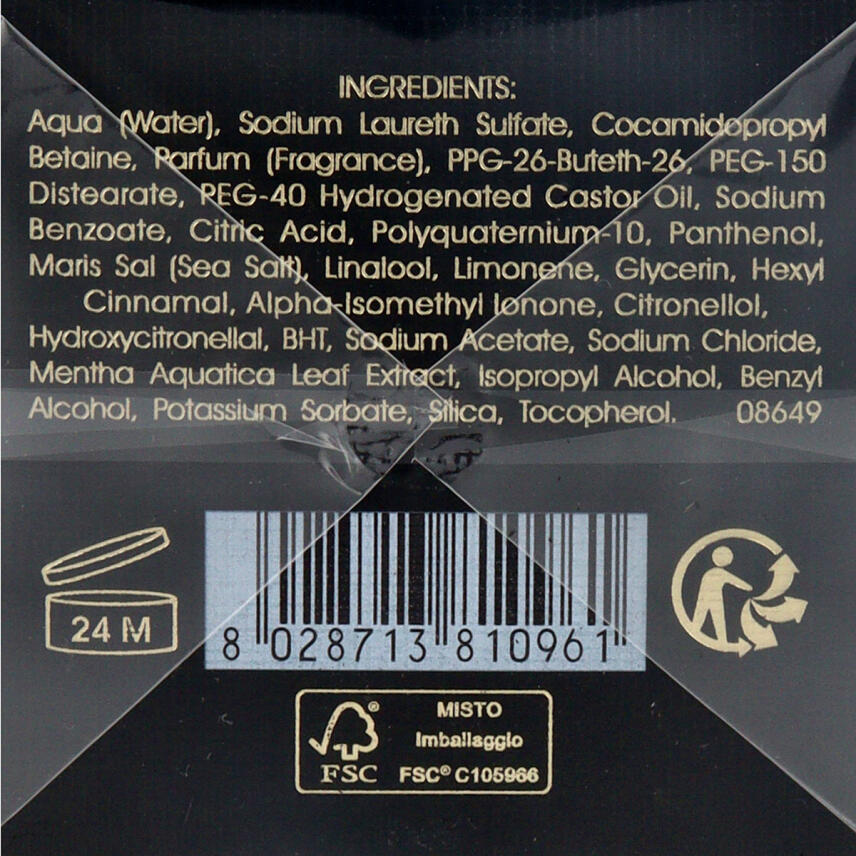 INGREDIENTS:
Aqua (Water), Sodium Laureth Sulfate, Cocamidopropyl
Betaine, Parfum (Fragrance), PPG-26-Buteth-26, PEG-150
Distearate, PEG-40 Hydrogenated Castor Oil, Sodium
Benzoate, Citric Acid, Polyquaternium-10, Panthenol,
Maris Sal (Sea Salt), Linalool, Limonene, Glycerin, Hexyl
Cinnamal, Alpha-Isomethyl Ionone, Citronellol,
Hydroxycitronellal, BHT, Sodium Acetate, Sodium Chloride,
Mentha Aquatica Leaf Extract, Isopropyl Alcohol, Benzyl
Alcohol, Potassium Sorbate, Silica, Tocopherol. 08649
24 M
8 028713 810961
MISTO
Imballaggio
FSC® C105966
FSC